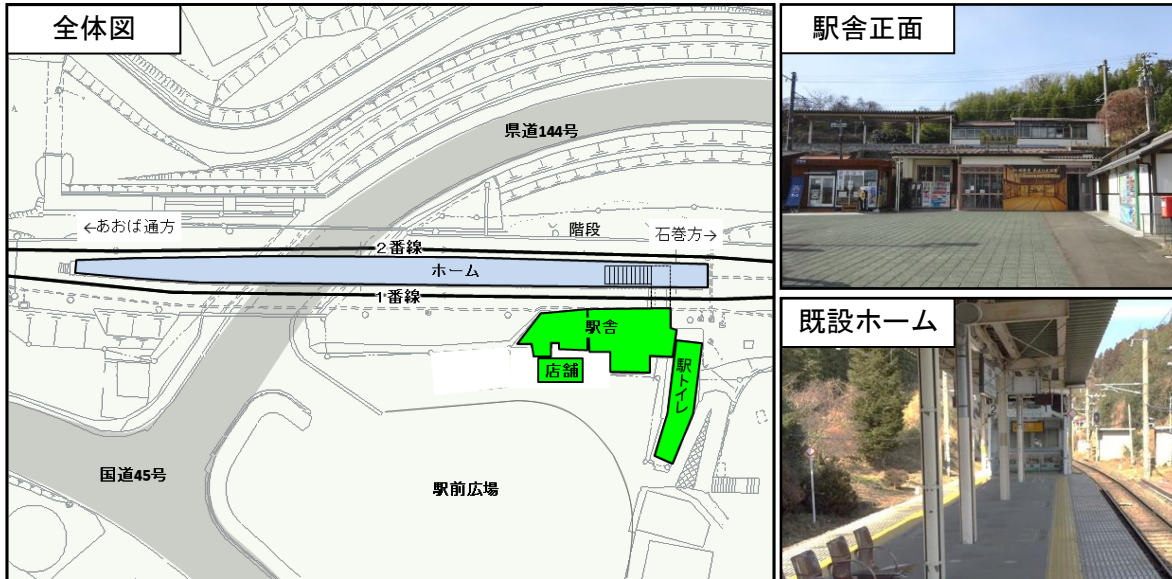 全体図
県道144号
←あおば通方
階段
石巻方→
2番線
ホーム
1番線
駅舎
店舗
駅トイレ
国道45号
駅前広場
駅舎正面
既設ホーム